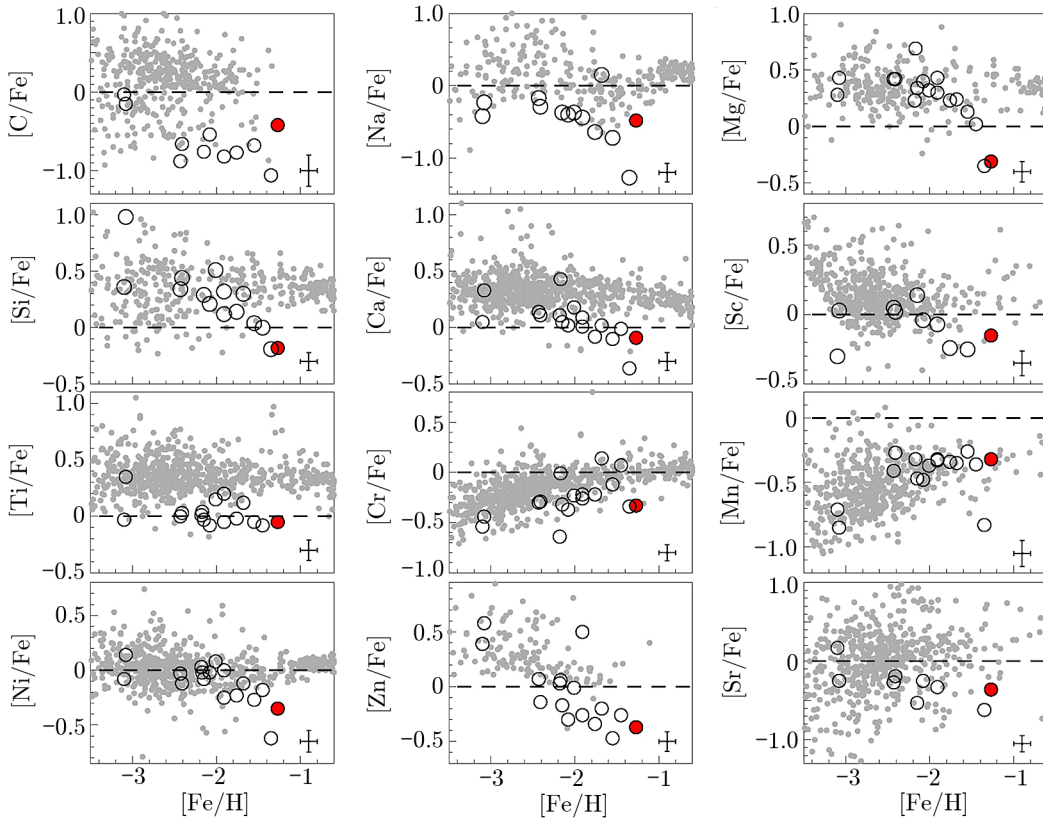 1.0
0
−1.0
[C/Fe]
1.0
0
−1.0
[Na/Fe]
1.0
0.5
0
−0.5
[Mg/Fe]
1.0
0.5
0
−0.5
[Si/Fe]
1.0
0.5
0
−0.5
[Ca/Fe]
0.5
0
−0.5
[Sc/Fe]
1.0
0.5
0
−0.5
[Ti/Fe]
0.5
0
−0.5
−1.0
[Cr/Fe]
0
−0.5
−1.0
[Mn/Fe]
0.5
0
−0.5
[Ni/Fe]
0.5
0
−0.5
[Zn/Fe]
1.0
0
−1.0
[Sr/Fe]
−3 −2 −1
[Fe/H]
−3 −2 −1
[Fe/H]
−3 −2 −1
[Fe/H]